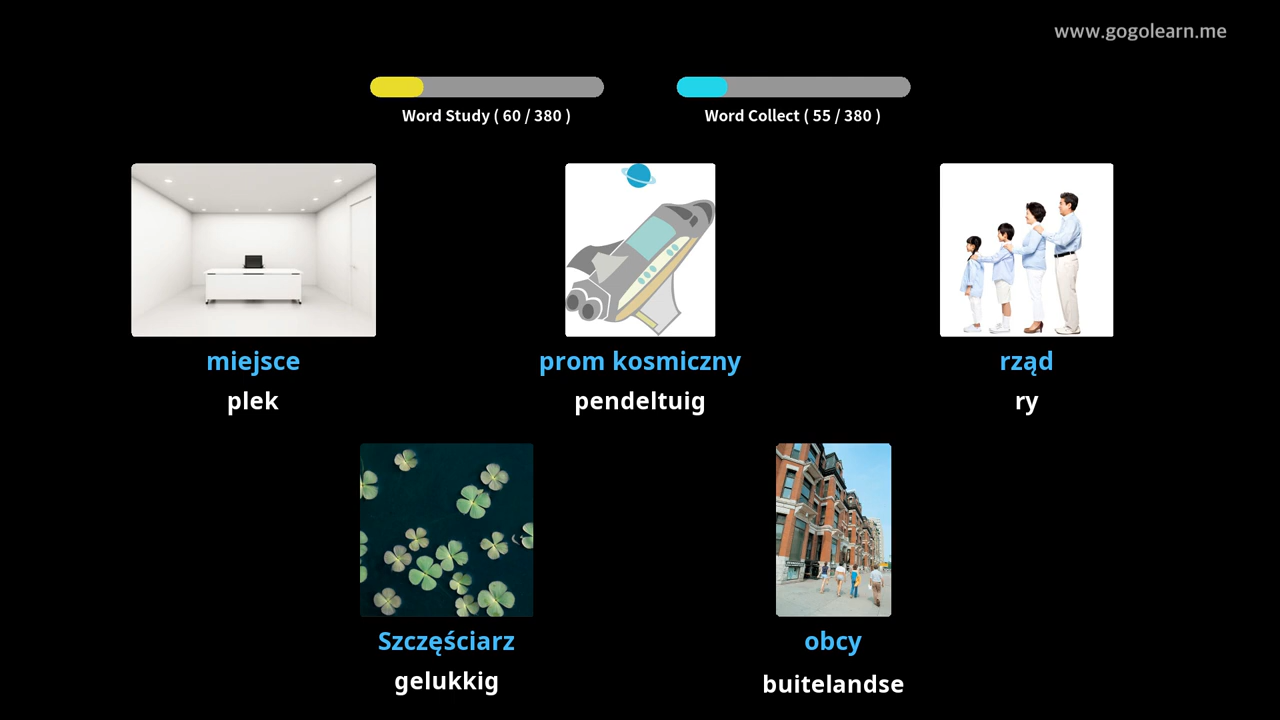 www.gogolearn.me
Word Study ( 60 / 380 )
Word Collect ( 55 / 380 )
miejsce
plek
prom kosmiczny
pendeltuig
rząd
ry
Szczęściarz
gelukkig
obcy
buitelandse